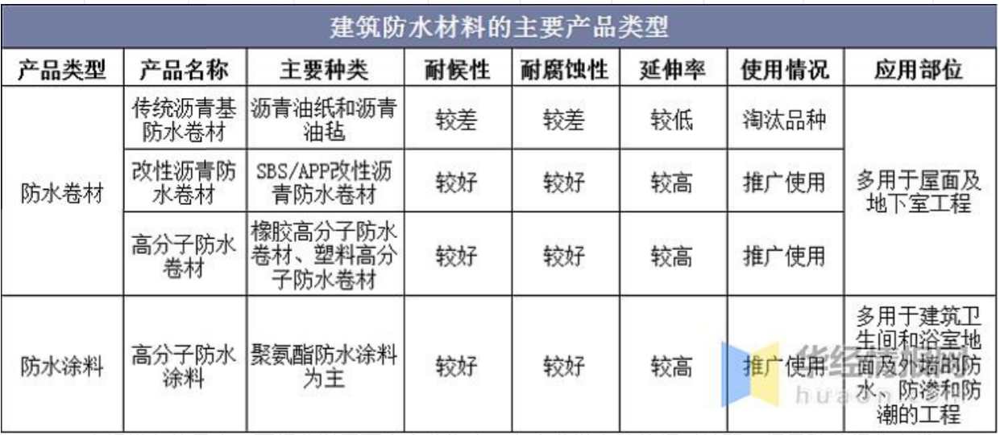 建筑防水材料的主要产品类型
产品类型 产品名称 主要种类 耐候性 耐腐蚀性 延伸率 使用情况 应用部位
防水卷材
传统沥青基
防水卷材
沥青油纸和沥青
油毡
较差 较差 较低 淘汰品种
改性沥青防
水卷材
SBS/APP改性沥
青防水卷材
较好 较好 较高 推广使用
高分子防水
卷材
橡胶高分子防水
卷材、塑料高分
子防水卷材
较好 较好 较高 推广使用
多用于屋面及
地下室工程
防水涂料
高分子防水
涂料
聚氨酯防水涂料
为主
较好 较好 较高 推广使用
多用于建筑卫
生间和浴室地
面及外墙的防
水、防渗和防
潮的工程
华经情报网